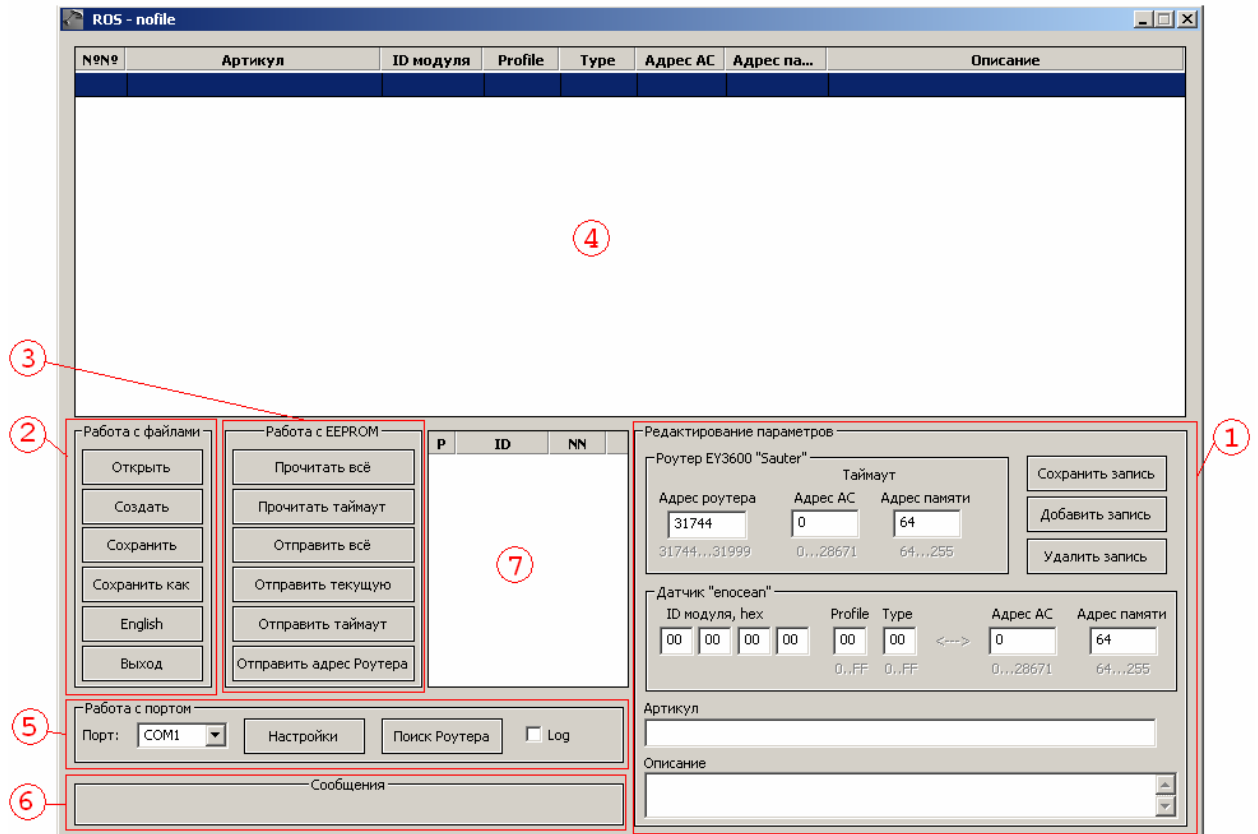 ROS - nofile
№№ Артикул ID модуля Profile Type Адрес АС Адрес па... Описание
4
3
2
1
Работа с файлами
Открыть
Создать
Сохранить
Сохранить как
English
Выход
Работа с EEPROM
Прочитать всё
Прочитать таймаут
Отправить всё
Отправить текущую
Отправить таймаут
Отправить адрес Роутера
P ID NN
7
Редактирование параметров
Роутер EY3600 "Sauter"
Таймаут
Адрес роутера Адрес АС Адрес памяти
31744 0 64
31744...31999 0...28671 64...255
Сохранить запись
Добавить запись
Удалить запись
Датчик "enocean"
ID модуля, hex Profile Type Адрес АС Адрес памяти
00 00 00 00 00 00 <---> 0 64
0..FF 0..FF 0...28671 64...255
Артикул
Описание
5
Работа с портом
Порт: COM1 Настройки Поиск Роутера Log
6
Сообщения